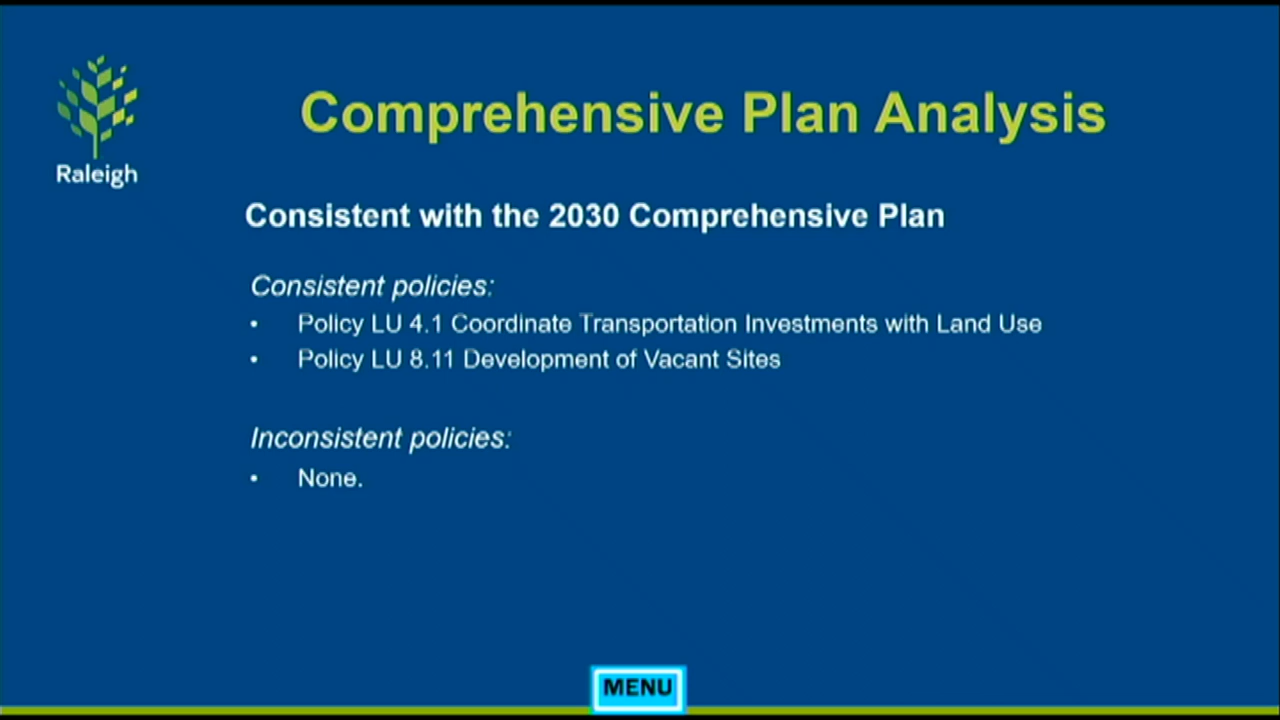 Raleigh
Comprehensive Plan Analysis
Consistent with the 2030 Comprehensive Plan
Consistent policies:
• Policy LU 4.1 Coordinate Transportation Investments with Land Use
• Policy LU 8.11 Development of Vacant Sites
Inconsistent policies:
• None.
MENU